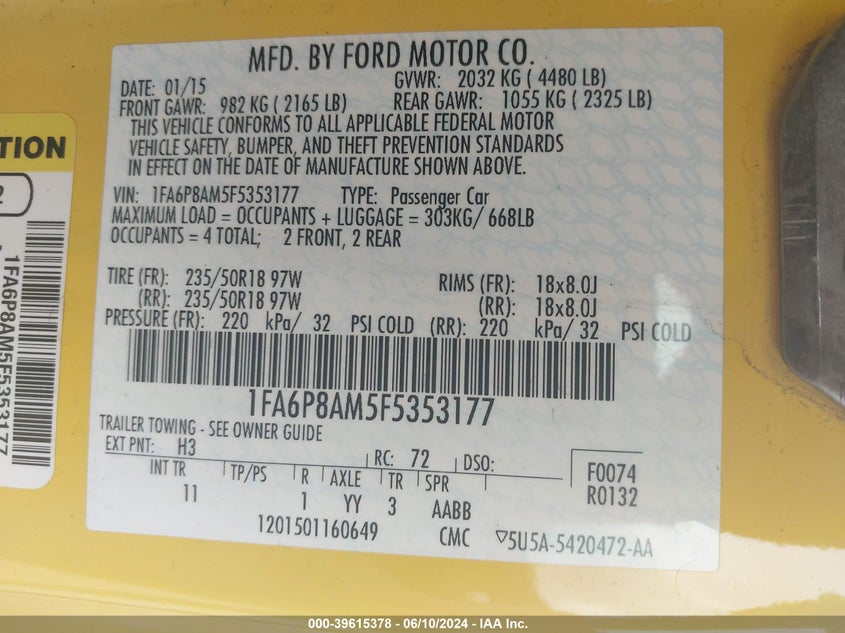 MFD. BY FORD MOTOR CO.
DATE: 01/15 GVWR: 2032 KG ( 4480 LB)
FRONT GAWR: 982 KG ( 2165 LB) REAR GAWR: 1055 KG ( 2325 LB)
THIS VEHICLE CONFORMS TO ALL APPLICABLE FEDERAL MOTOR
VEHICLE SAFETY, BUMPER, AND THEFT PREVENTION STANDARDS
IN EFFECT ON THE DATE OF MANUFACTURE SHOWN ABOVE.
VIN: 1FA6P8AM5F5353177 TYPE: Passenger Car
MAXIMUM LOAD = OCCUPANTS + LUGGAGE = 303KG/ 668LB
OCCUPANTS = 4 TOTAL; 2 FRONT, 2 REAR
TIRE (FR): 235/50R18 97W RIMS (FR): 18x8.0J
(RR): 235/50R18 97W (RR): 18x8.0J
PRESSURE (FR): 220 kPa/ 32 PSI COLD (RR): 220 kPa/ 32 PSI COLD
1FA6P8AM5F5353177
TRAILER TOWING - SEE OWNER GUIDE
EXT PNT: H3 RC: 72 DSO:
INT TR TP/PS R AXLE TR SPR
11 1 YY 3 AABB
F0074
R0132
1201501160649 CMC ▽5U5A-5420472-AA
TION
2
1FA6P8AM5F5353177
000-39615378 - 06/10/2024 - IAA Inc.